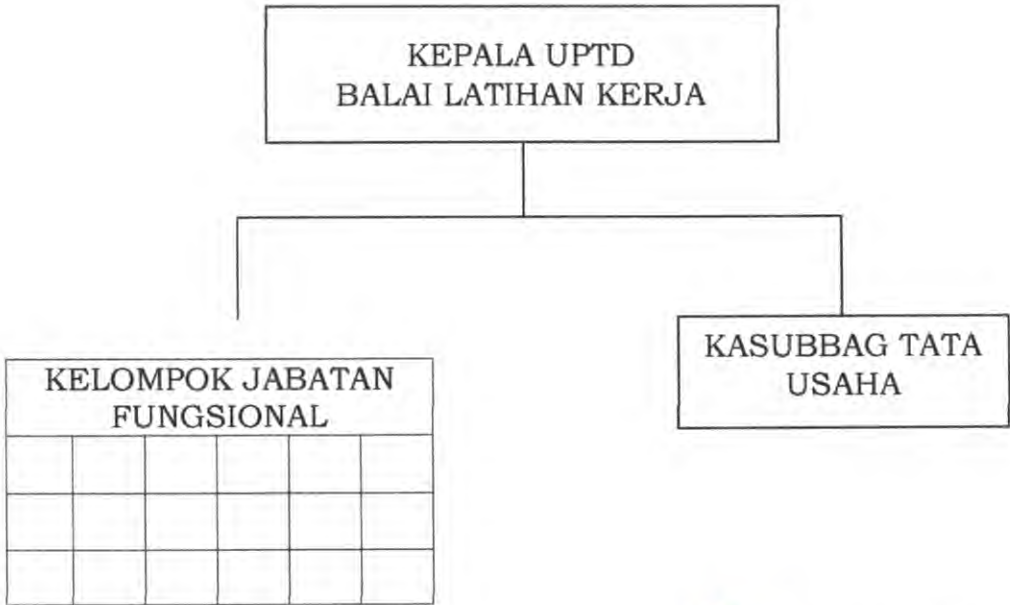 KEPALA UPTD
BALAI LATIHAN KERJA
KELOMPOK JABATAN
FUNGSIONAL
KASUBBAG TATA
USAHA